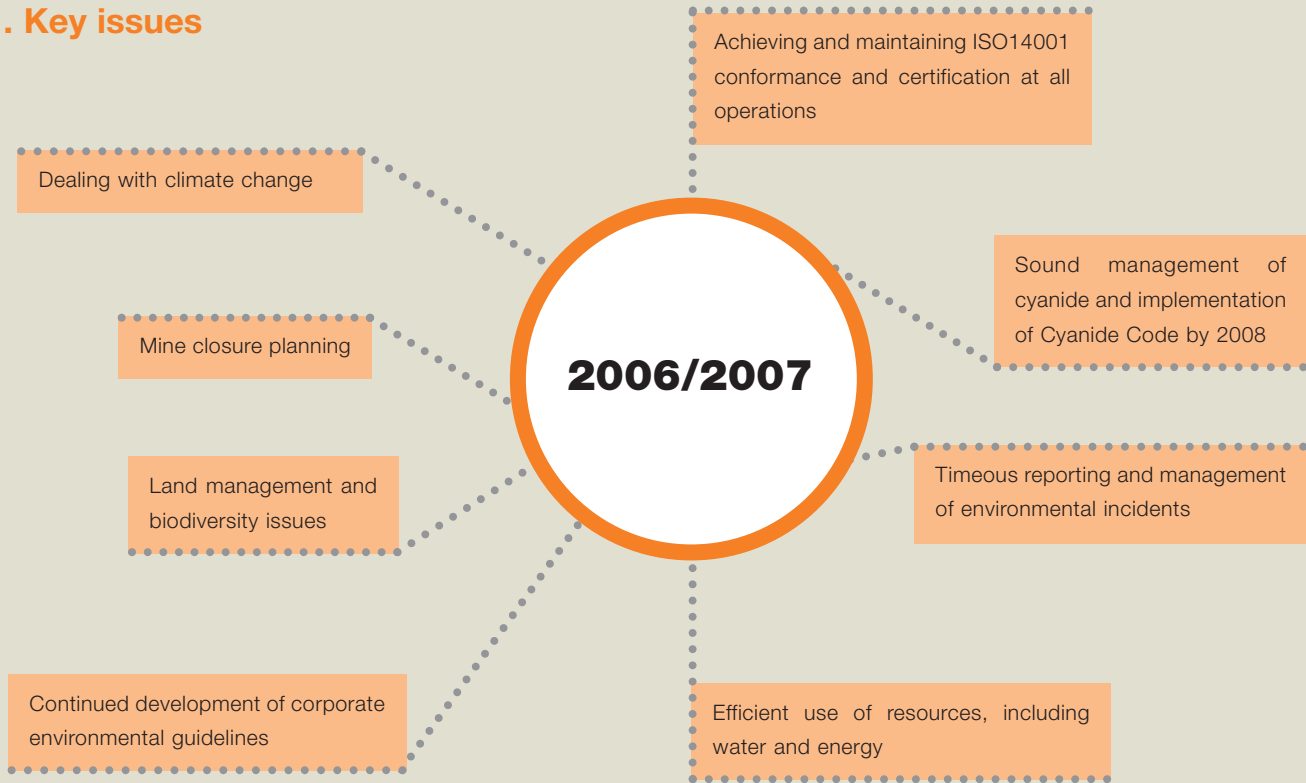 . Key issues
Achieving and maintaining ISO14001
conformance and certification at all
operations
Dealing with climate change
Sound management of
cyanide and implementation
of Cyanide Code by 2008
Mine closure planning
2006/2007
Timeous reporting and management
of environmental incidents
Land management and
biodiversity issues
Continued development of corporate
environmental guidelines
Efficient use of resources, including
water and energy